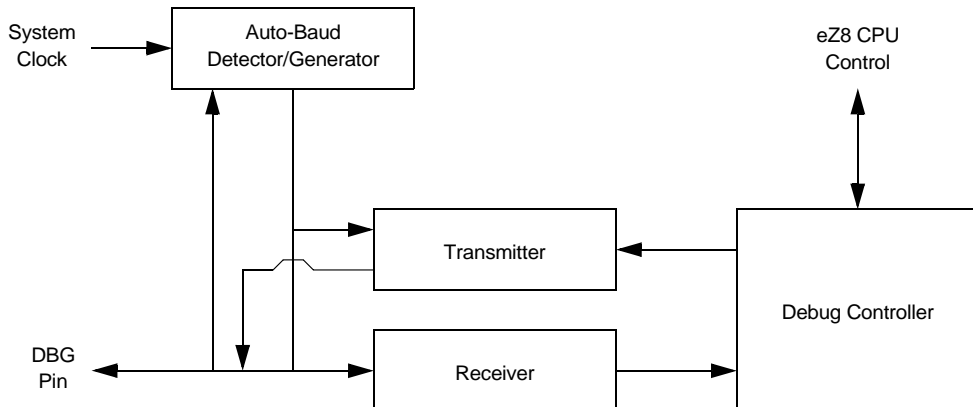 System
Clock
Auto-Baud
Detector/Generator
eZ8 CPU
Control
Transmitter
Debug Controller
DBG
Pin
Receiver